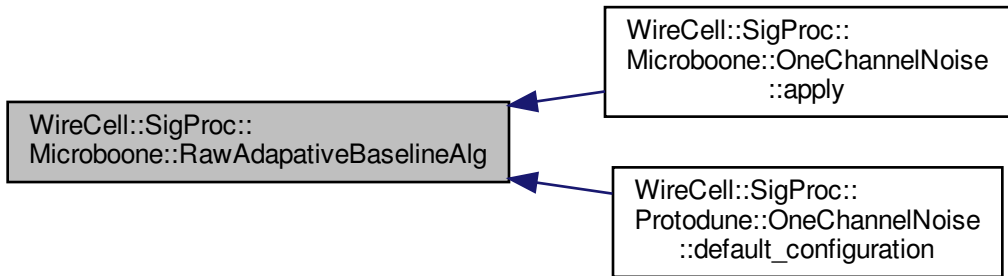 WireCell::SigProc::
Microboone::RawAdapativeBaselineAlg
WireCell::SigProc::
Microboone::OneChannelNoise
::apply
WireCell::SigProc::
Protodune::OneChannelNoise
::default_configuration